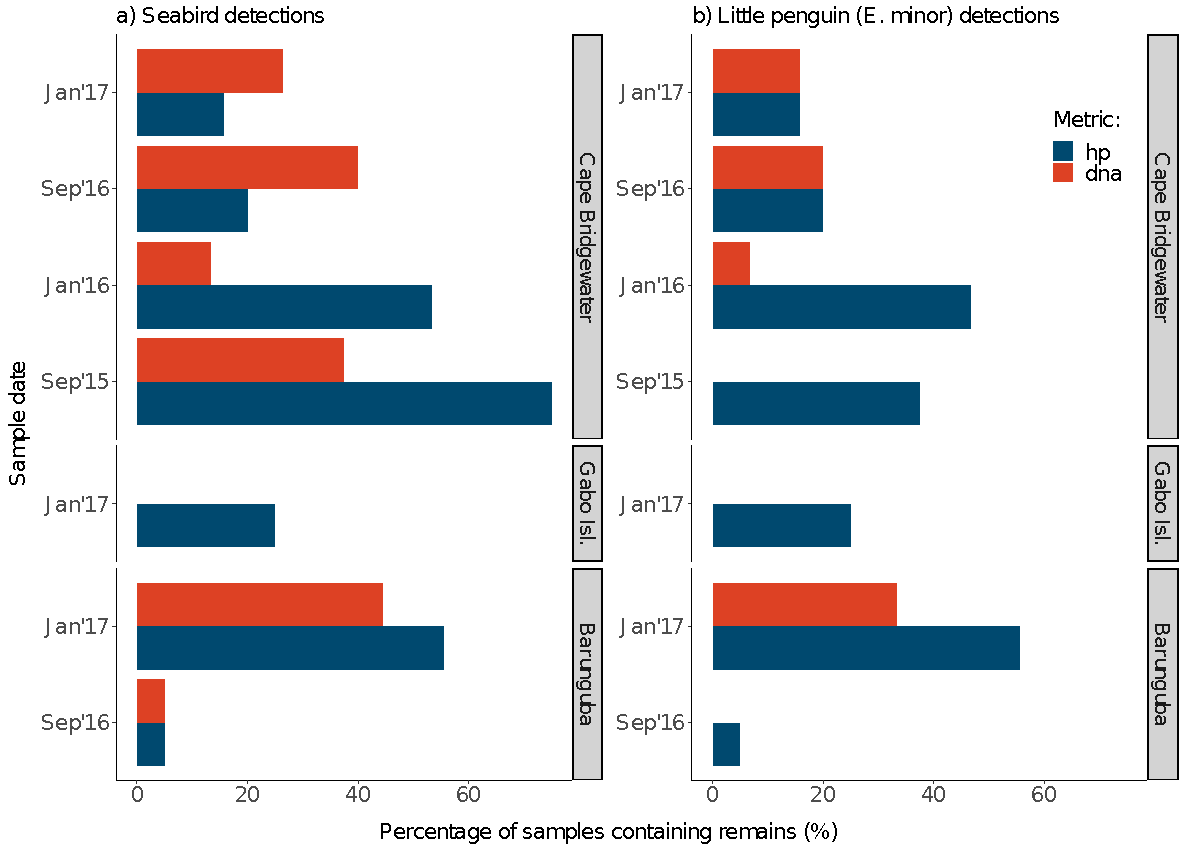 a) Seabird detections
b) Little penguin (E. minor) detections
Sample date
Jan'17
Sep'16
Jan'16
Sep'15
Cape Bridgewater
Jan'17
Gabo Isl.
Jan'17
Sep'16
Barunguba
0 20 40 60
Jan'17
Sep'16
Jan'16
Sep'15
Cape Bridgewater
Metric:
hp
dna
Jan'17
Gabo Isl.
Jan'17
Sep'16
Barunguba
0 20 40 60
Percentage of samples containing remains (%)